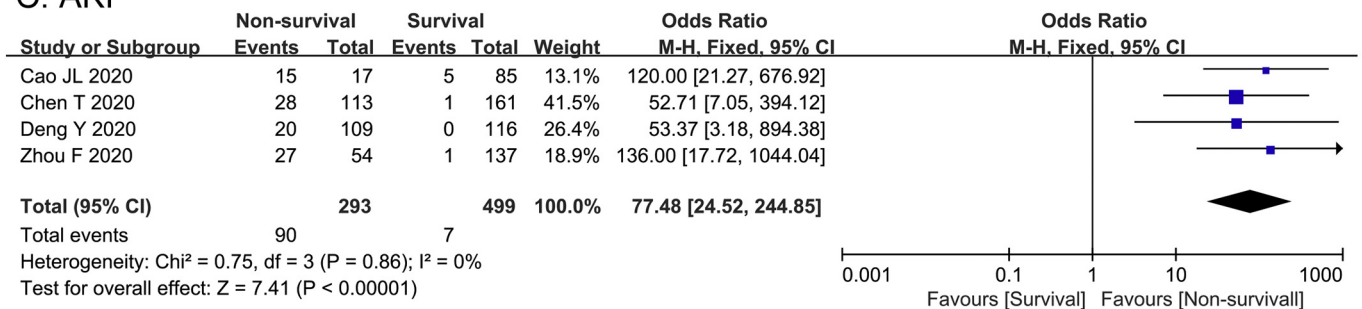 C. AKI
Non-survival Survival Odds Ratio Odds Ratio
Study or Subgroup Events Total Events Total Weight M-H, Fixed, 95% CI M-H, Fixed, 95% CI
Cao JL 2020 15 17 5 85 13.1% 120.00 [21.27, 676.92]
Chen T 2020 28 113 1 161 41.5% 52.71 [7.05, 394.12]
Deng Y 2020 20 109 0 116 26.4% 53.37 [3.18, 894.38]
Zhou F 2020 27 54 1 137 18.9% 136.00 [17.72, 1044.04]
Total (95% CI) 293 499 100.0% 77.48 [24.52, 244.85]
Total events 90 7
Heterogeneity: Chi² = 0.75, df = 3 (P = 0.86); I² = 0%
Test for overall effect: Z = 7.41 (P < 0.00001)
0.001 0.1 1 10 1000
Favours [Survival] Favours [Non-survivall]